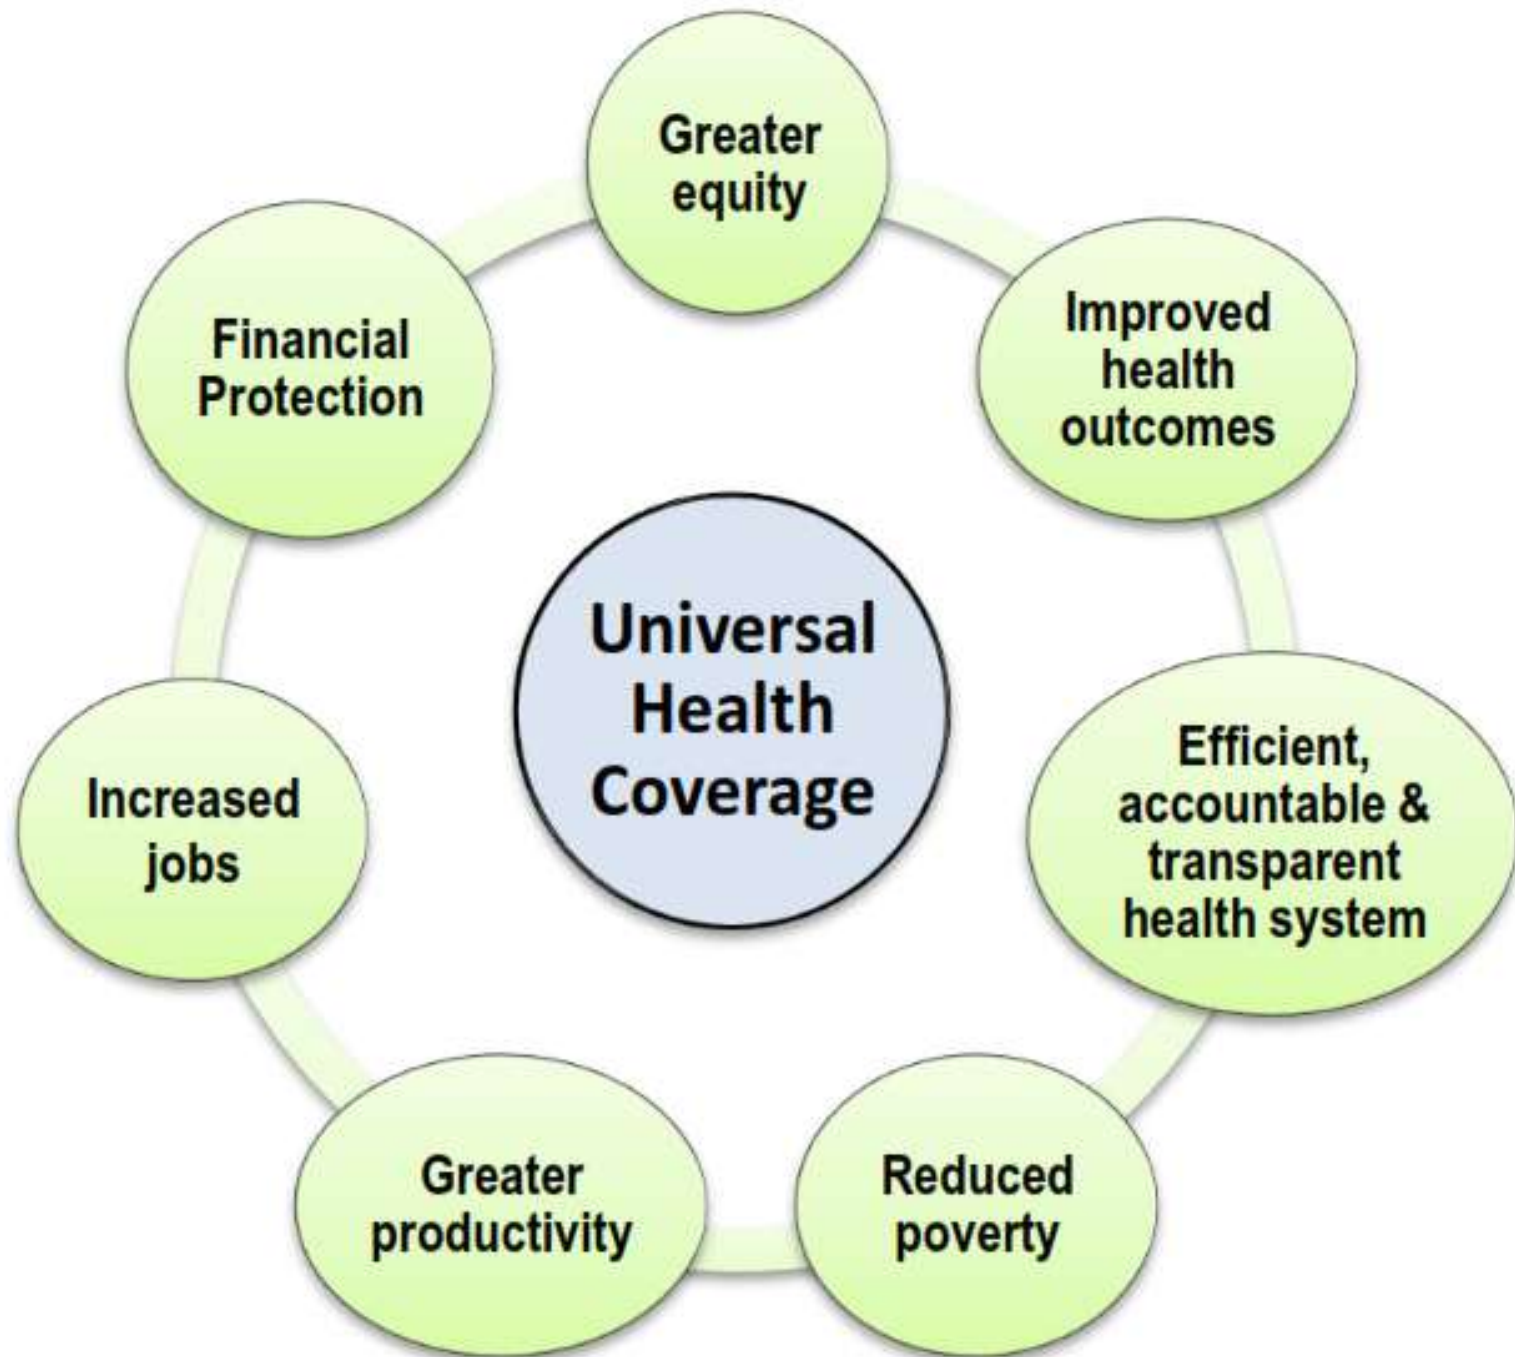 Greater
equity
Improved
health
outcomes
Efficient,
accountable &
transparent
health system
Reduced
poverty
Greater
productivity
Increased
jobs
Financial
Protection
Universal
Health
Coverage